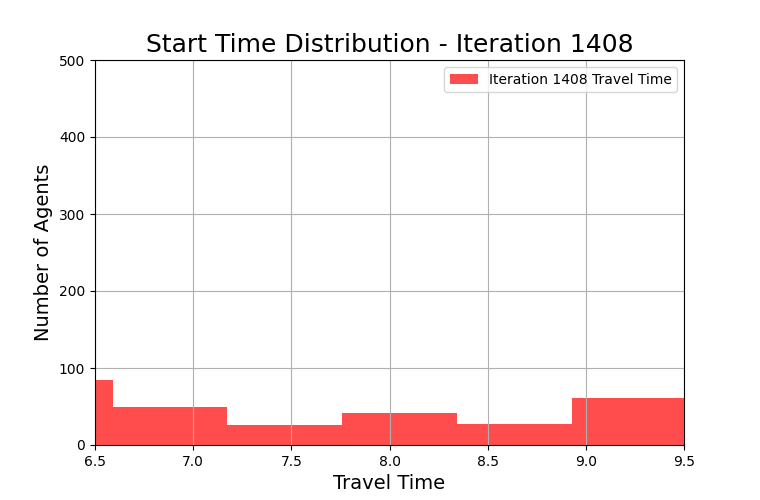 Start Time Distribution - Iteration 1408
Iteration 1408 Travel Time
Number of Agents
500
400
300
200
100
0
6.5 7.0 7.5 8.0 8.5 9.0 9.5
Travel Time